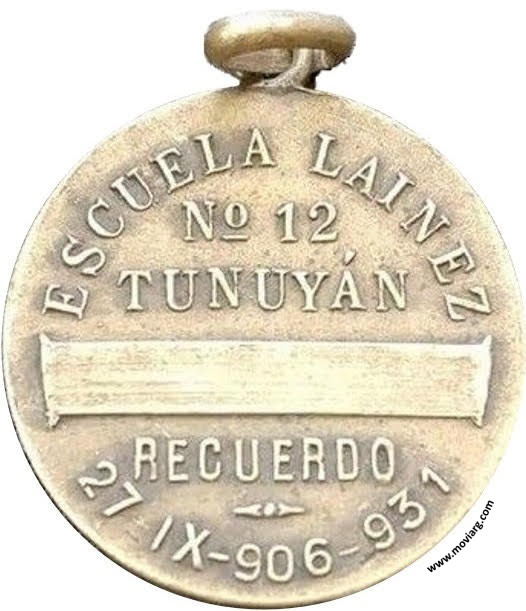 ESCUELA LAINEZ
Nº 12
TUNUYÁN
RECUERDO
27 IX-906-931
www.moviarg.com